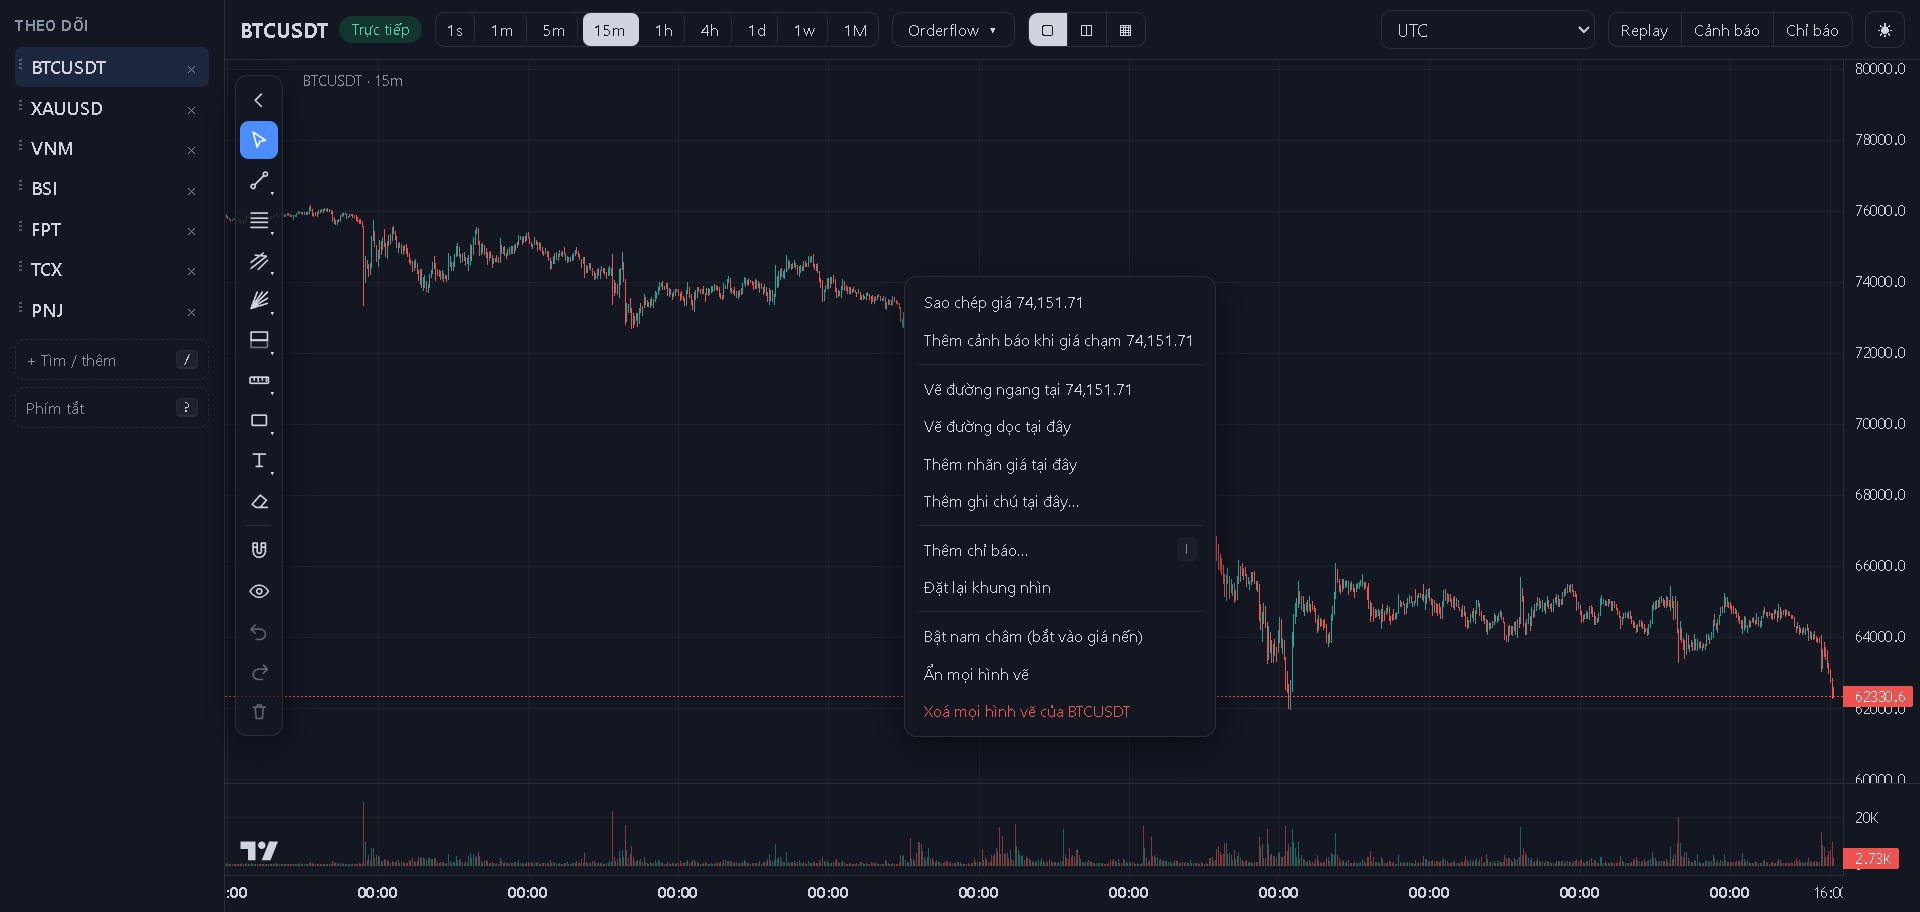 THEO DÕI
BTCUSDT
XAUUSD
VNM
BSI
FPT
TCX
PNJ
+ Tìm / thêm /
Phím tắt ?
BTCUSDT Trực tiếp 1s 1m 5m 15m 1h 4h 1d 1w 1M Orderflow UTC Replay Cảnh báo Chỉ báo
BTCUSDT · 15m
Sao chép giá 74,151.71
Thêm cảnh báo khi giá chạm 74,151.71
Vẽ đường ngang tại 74,151.71
Vẽ đường dọc tại đây
Thêm nhãn giá tại đây
Thêm ghi chú tại đây...
Thêm chỉ báo... I
Đặt lại khung nhìn
Bật nam châm (bắt vào giá nến)
Ẩn mọi hình vẽ
Xoá mọi hình vẽ của BTCUSDT
80000.0
78000.0
76000.0
74000.0
72000.0
70000.0
68000.0
66000.0
64000.0
62330.6
62000.0
60000.0
20K
2.73K
:00 00:00 00:00 00:00 00:00 00:00 00:00 00:00 00:00 00:00 00:00 16:00